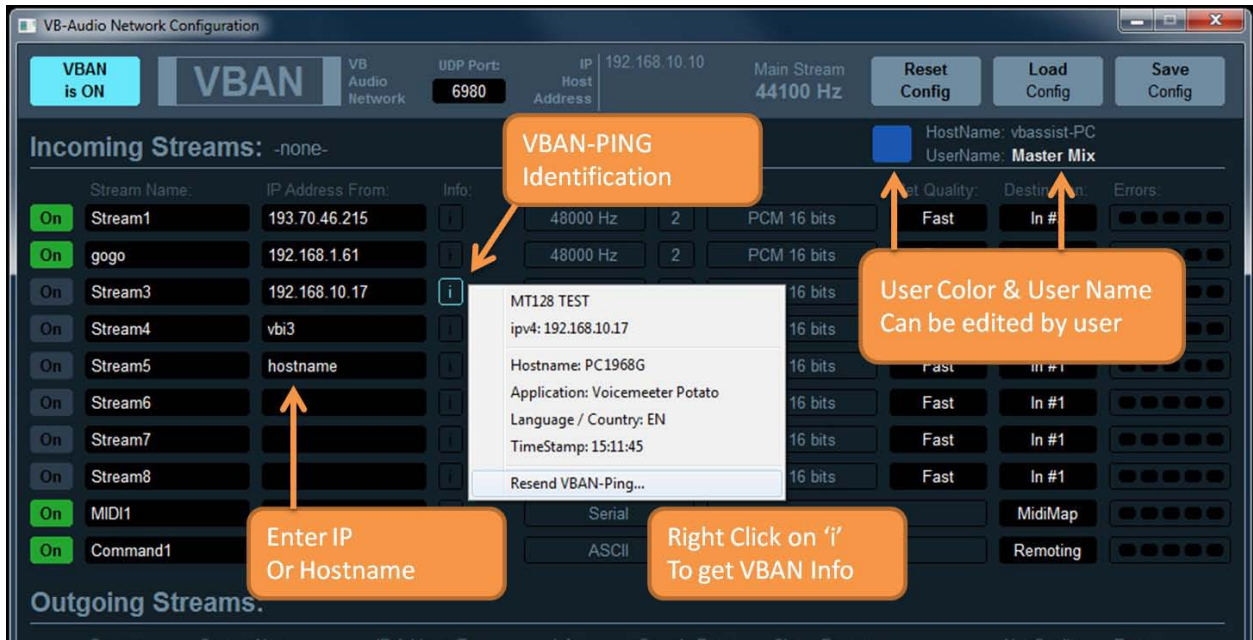 VB-Audio Network Configuration
VBAN is ON
VBAN
VB Audio Network
UDP Port:
6980
IP Host Address
192.168.10.10
Main Stream
44100 Hz
Reset Config
Load Config
Save Config
Incoming Streams: -none-
VBAN-PING
Identification
HostName: vbassist-PC
UserName: Master Mix
Stream Name: IP Address From: Info: Quality: Errors:
On Stream1 193.70.46.215 i 48000 Hz 2 PCM 16 bits Fast In
On gogo 192.168.1.61 i 48000 Hz 2 PCM 16 bits
On Stream3 192.168.10.17 i 16 bits
On Stream4 vbi3 16 bits
On Stream5 hostname 16 bits Fast In #1
On Stream6 16 bits Fast In #1
On Stream7 16 bits Fast In #1
On Stream8 16 bits Fast In #1
On MIDI1 Serial MidiMap
On Command1 ASCII Remoting
User Color & User Name
Can be edited by user
MT128 TEST
ipv4: 192.168.10.17
Hostname: PC1968G
Application: Voicemeeter Potato
Language / Country: EN
TimeStamp: 15:11:45
Resend VBAN-Ping...
Enter IP
Or Hostname
Right Click on ‘i’
To get VBAN Info
Outgoing Streams: